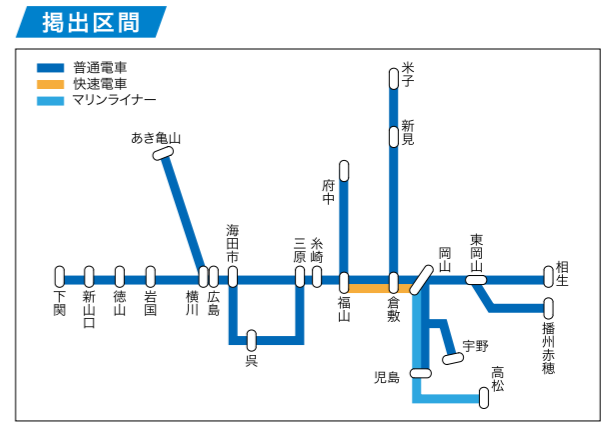 掲出区間
普通電車
快速電車
マリンライナー
米子
新見
あき亀山
府中
海田市
三原
糸崎
岡山
東岡山
相生
下関
新山口
徳山
岩国
横川
広島
福山
倉敷
播州赤穂
呉
宇野
児島
高松